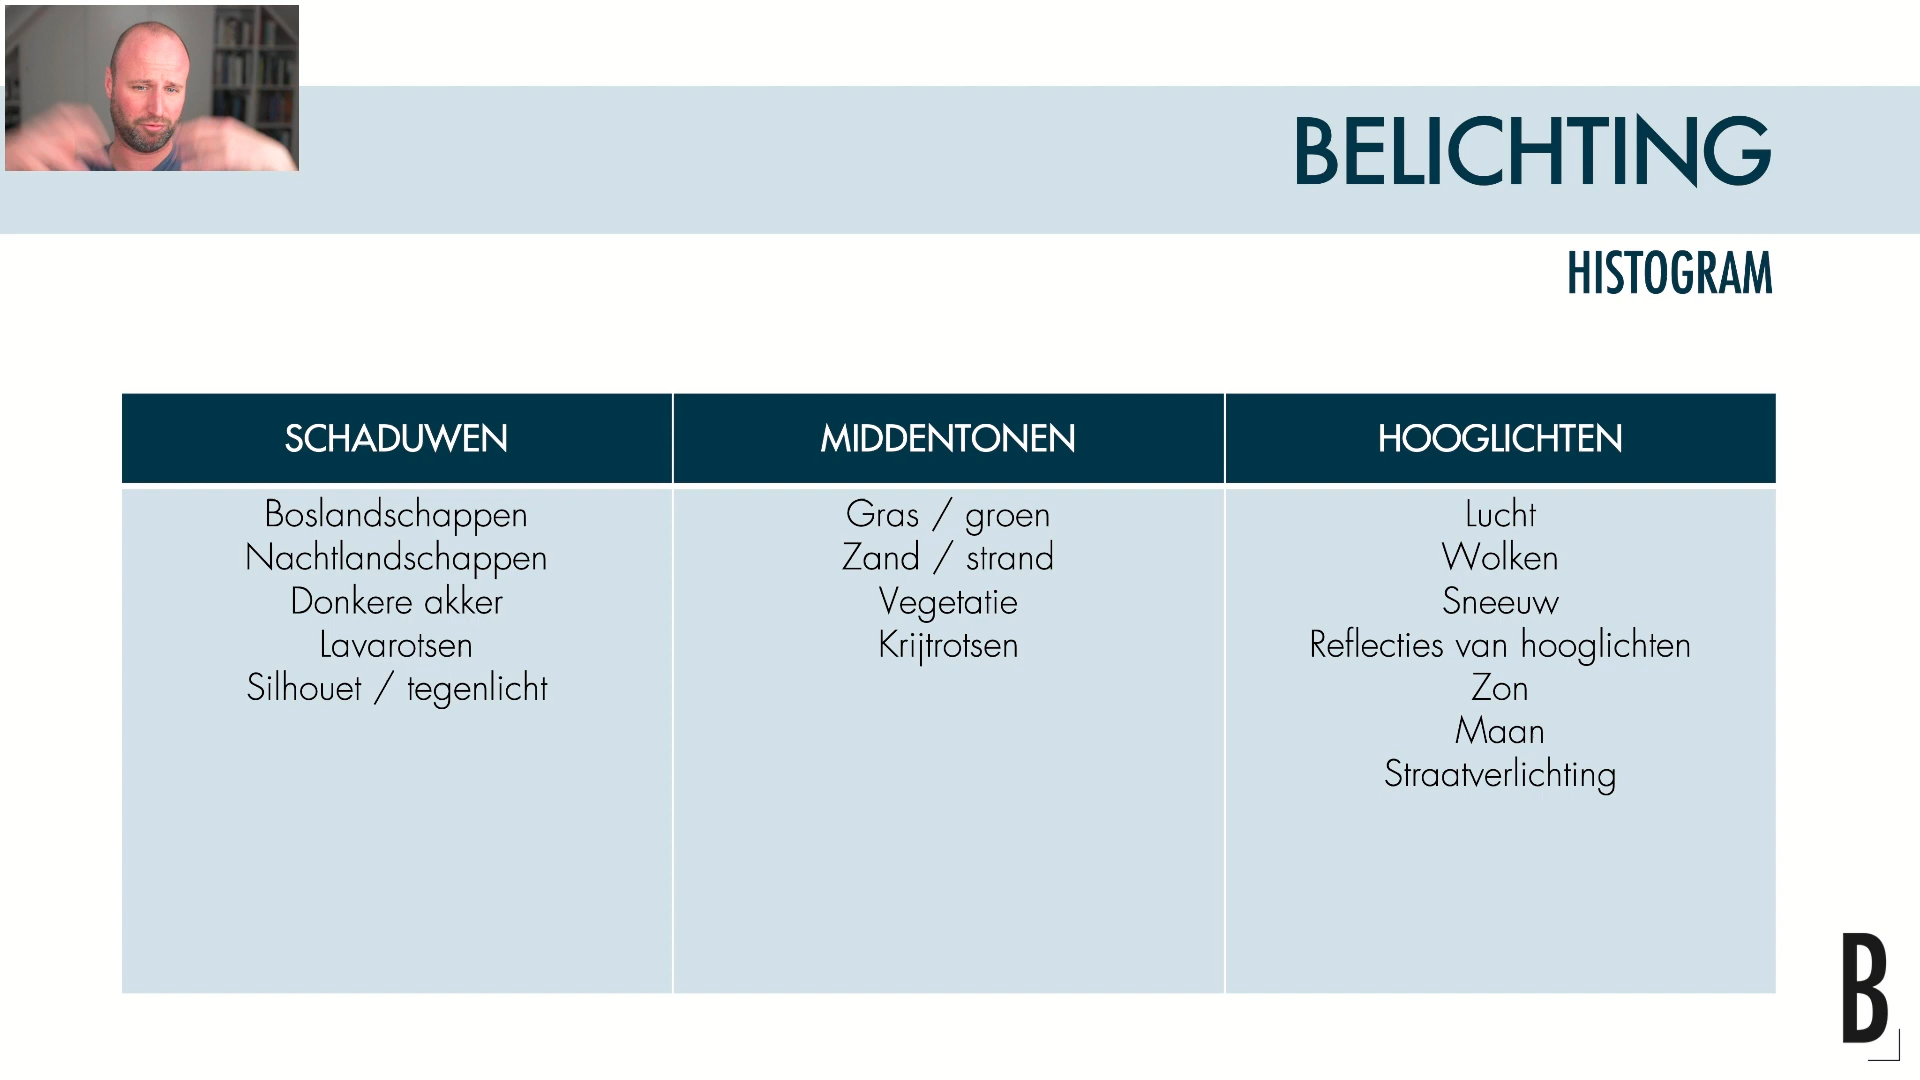 BELICHTING
HISTOGRAM
SCHADUWEN
Boslandschappen
Nachtlandschappen
Donkere akker
Lavarotsen
Silhouet / tegenlicht
MIDDENTONEN
Gras / groen
Zand / strand
Vegetatie
Krijtrotsen
HOOGLICHTEN
Lucht
Wolken
Sneeuw
Reflecties van hooglichten
Zon
Maan
Straatverlichting
B